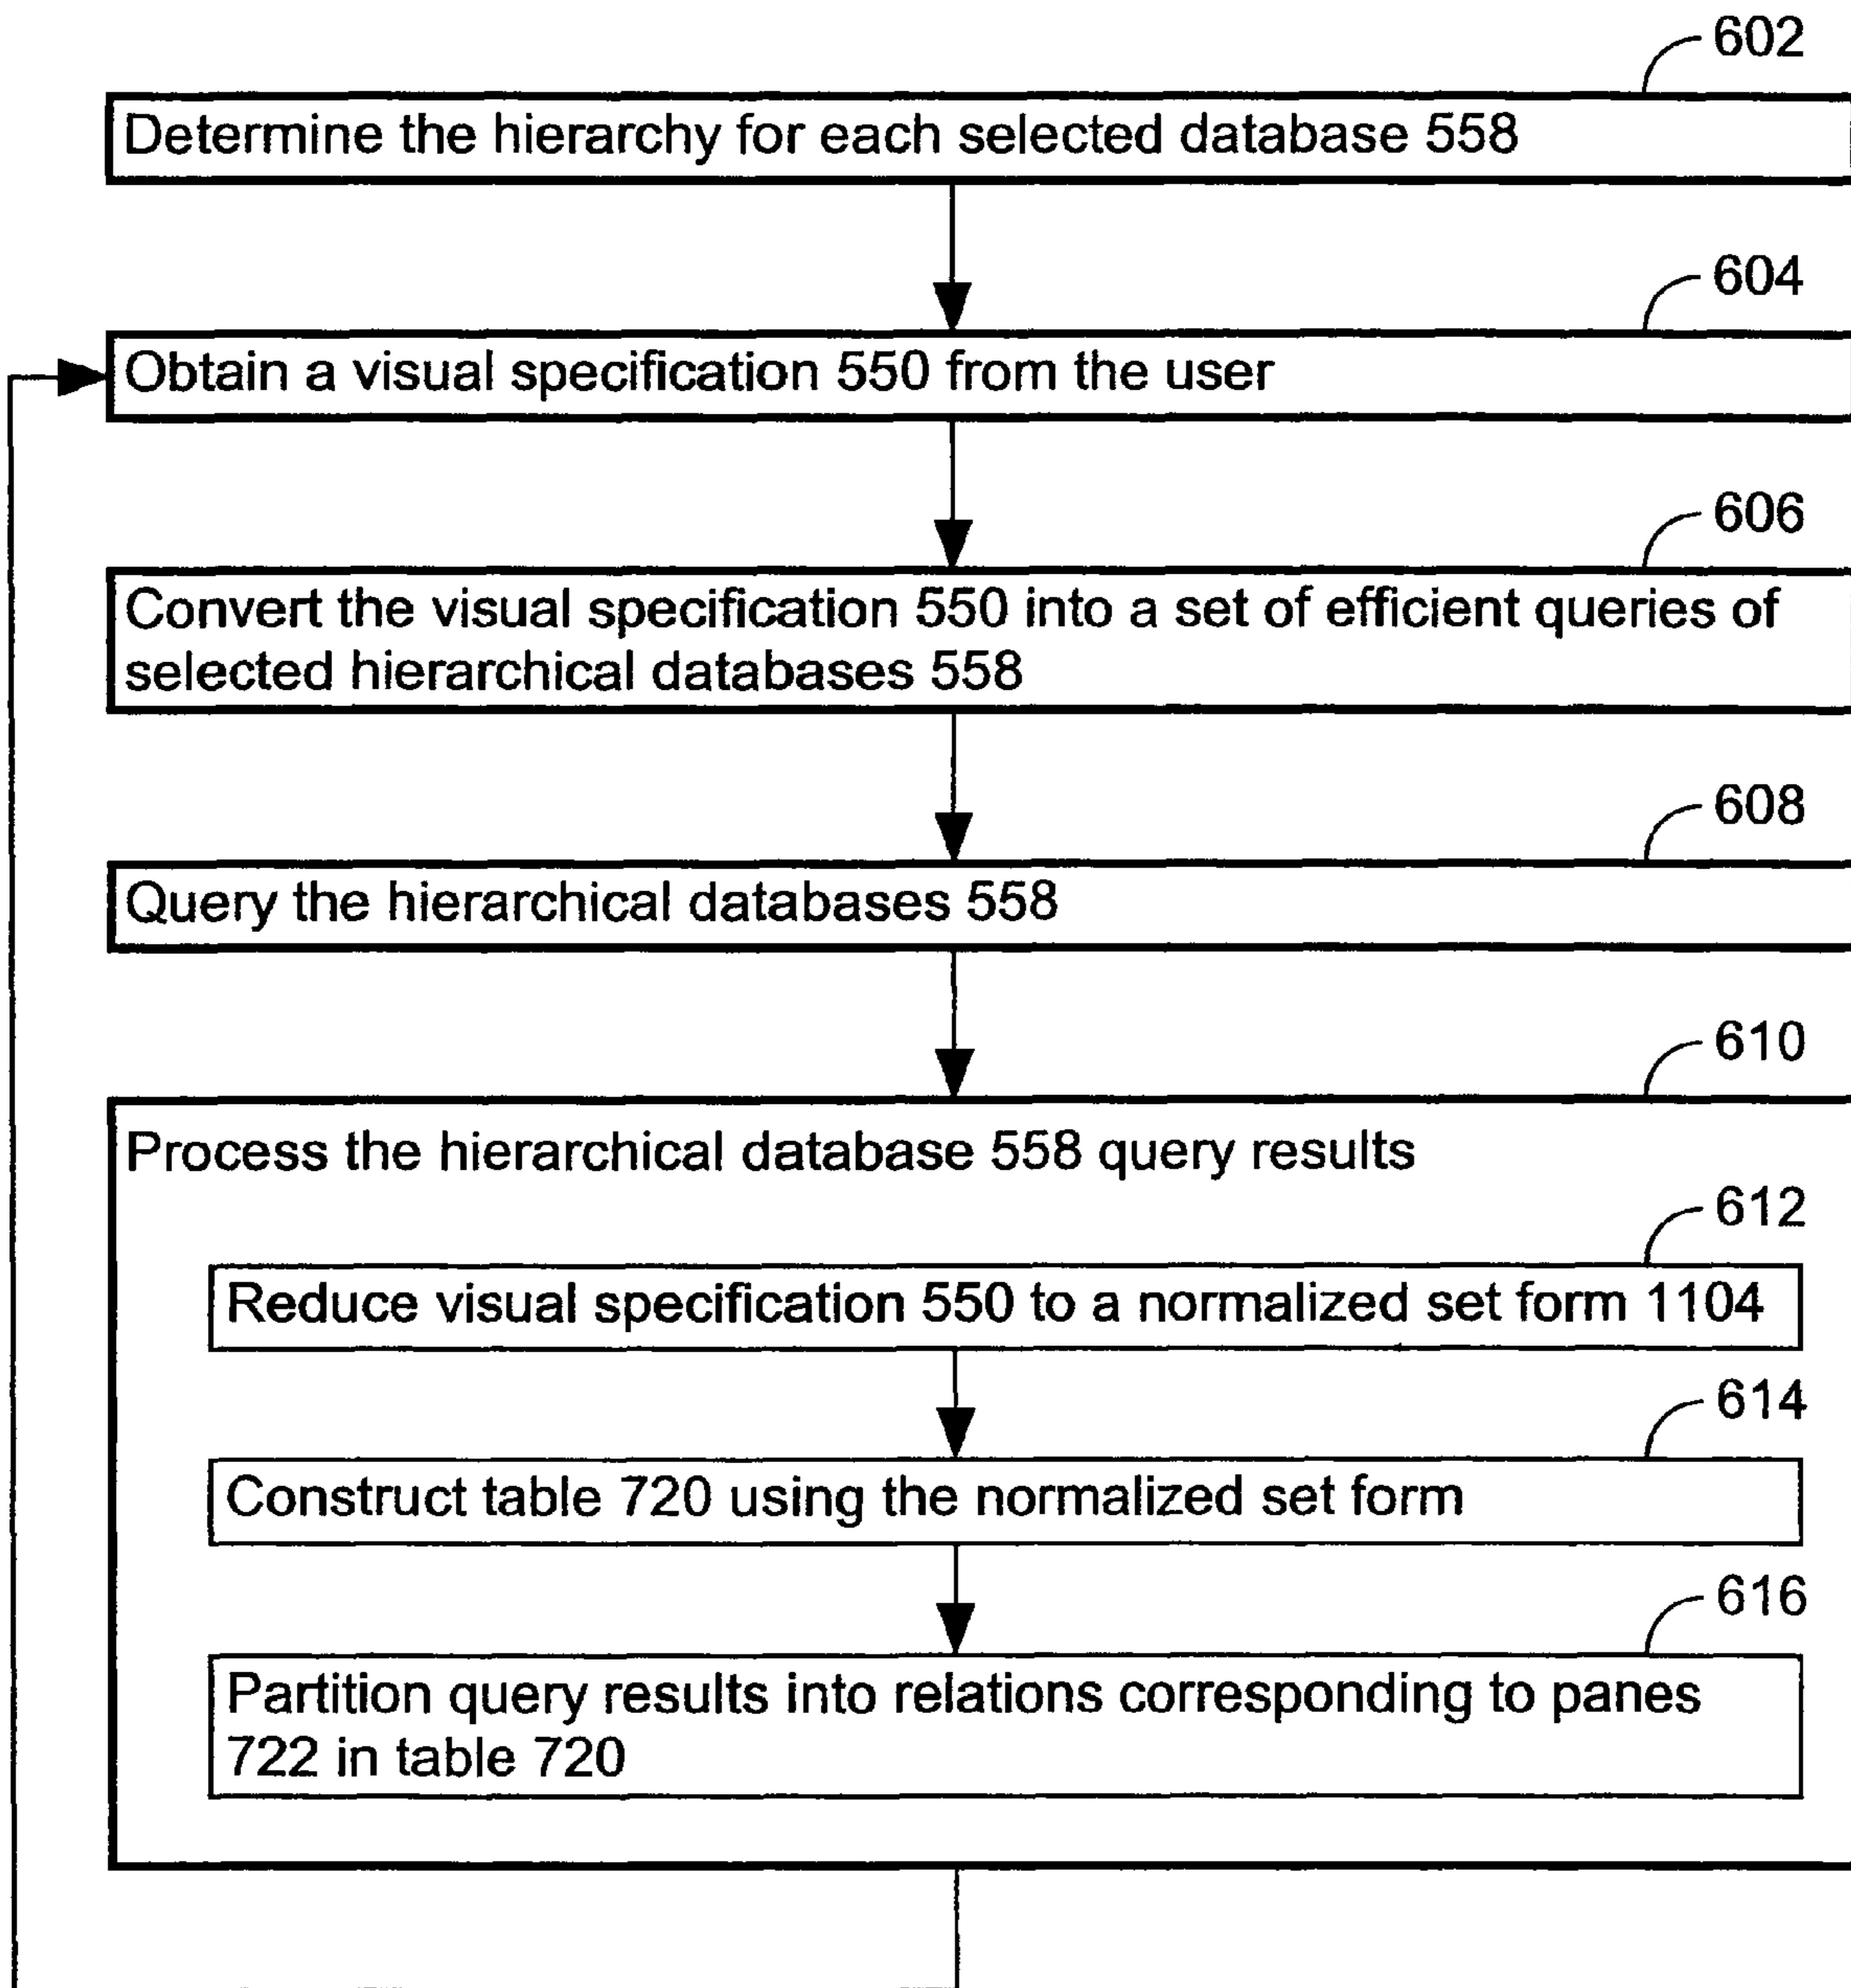 602
Determine the hierarchy for each selected database 558
604
Obtain a visual specification 550 from the user
606
Convert the visual specification 550 into a set of efficient queries of
selected hierarchical databases 558
608
Query the hierarchical databases 558
610
Process the hierarchical database 558 query results
612
Reduce visual specification 550 to a normalized set form 1104
614
Construct table 720 using the normalized set form
616
Partition query results into relations corresponding to panes
722 in table 720